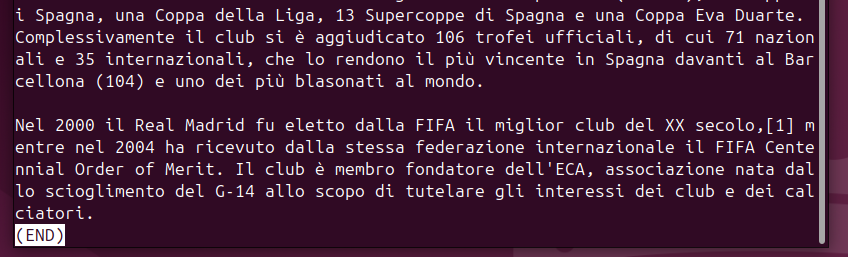 i Spagna, una Coppa della Liga, 13 Supercoppe di Spagna e una Coppa Eva Duarte.
Complessivamente il club si è aggiudicato 106 trofei ufficiali, di cui 71 nazion
ali e 35 internazionali, che lo rendono il più vincente in Spagna davanti al Bar
cellona (104) e uno dei più blasonati al mondo.

Nel 2000 il Real Madrid fu eletto dalla FIFA il miglior club del XX secolo,[1] m
entre nel 2004 ha ricevuto dalla stessa federazione internazionale il FIFA Cente
nnial Order of Merit. Il club è membro fondatore dell'ECA, associazione nata dal
lo scioglimento del G-14 allo scopo di tutelare gli interessi dei club e dei cal
ciatori.
(END)